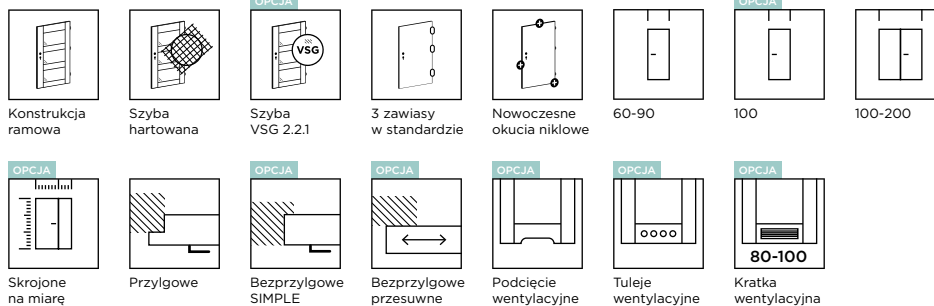 OPCJA
OPCJA
VSG
Konstrukcja
ramowa
Szyba
hartowana
Szyba
VSG 2.2.1
3 zawiasy
w standardzie
Nowoczesne
okucia niklowe
60-90
100
100-200
OPCJA
OPCJA
OPCJA
OPCJA
OPCJA
OPCJA
80-100
Skrojone
na miarę
Przylgowe
Bezprzylgowe
SIMPLE
Bezprzylgowe
przesuwne
Podcięcie
wentylacyjne
Tuleje
wentylacyjne
Kratka
wentylacyjna